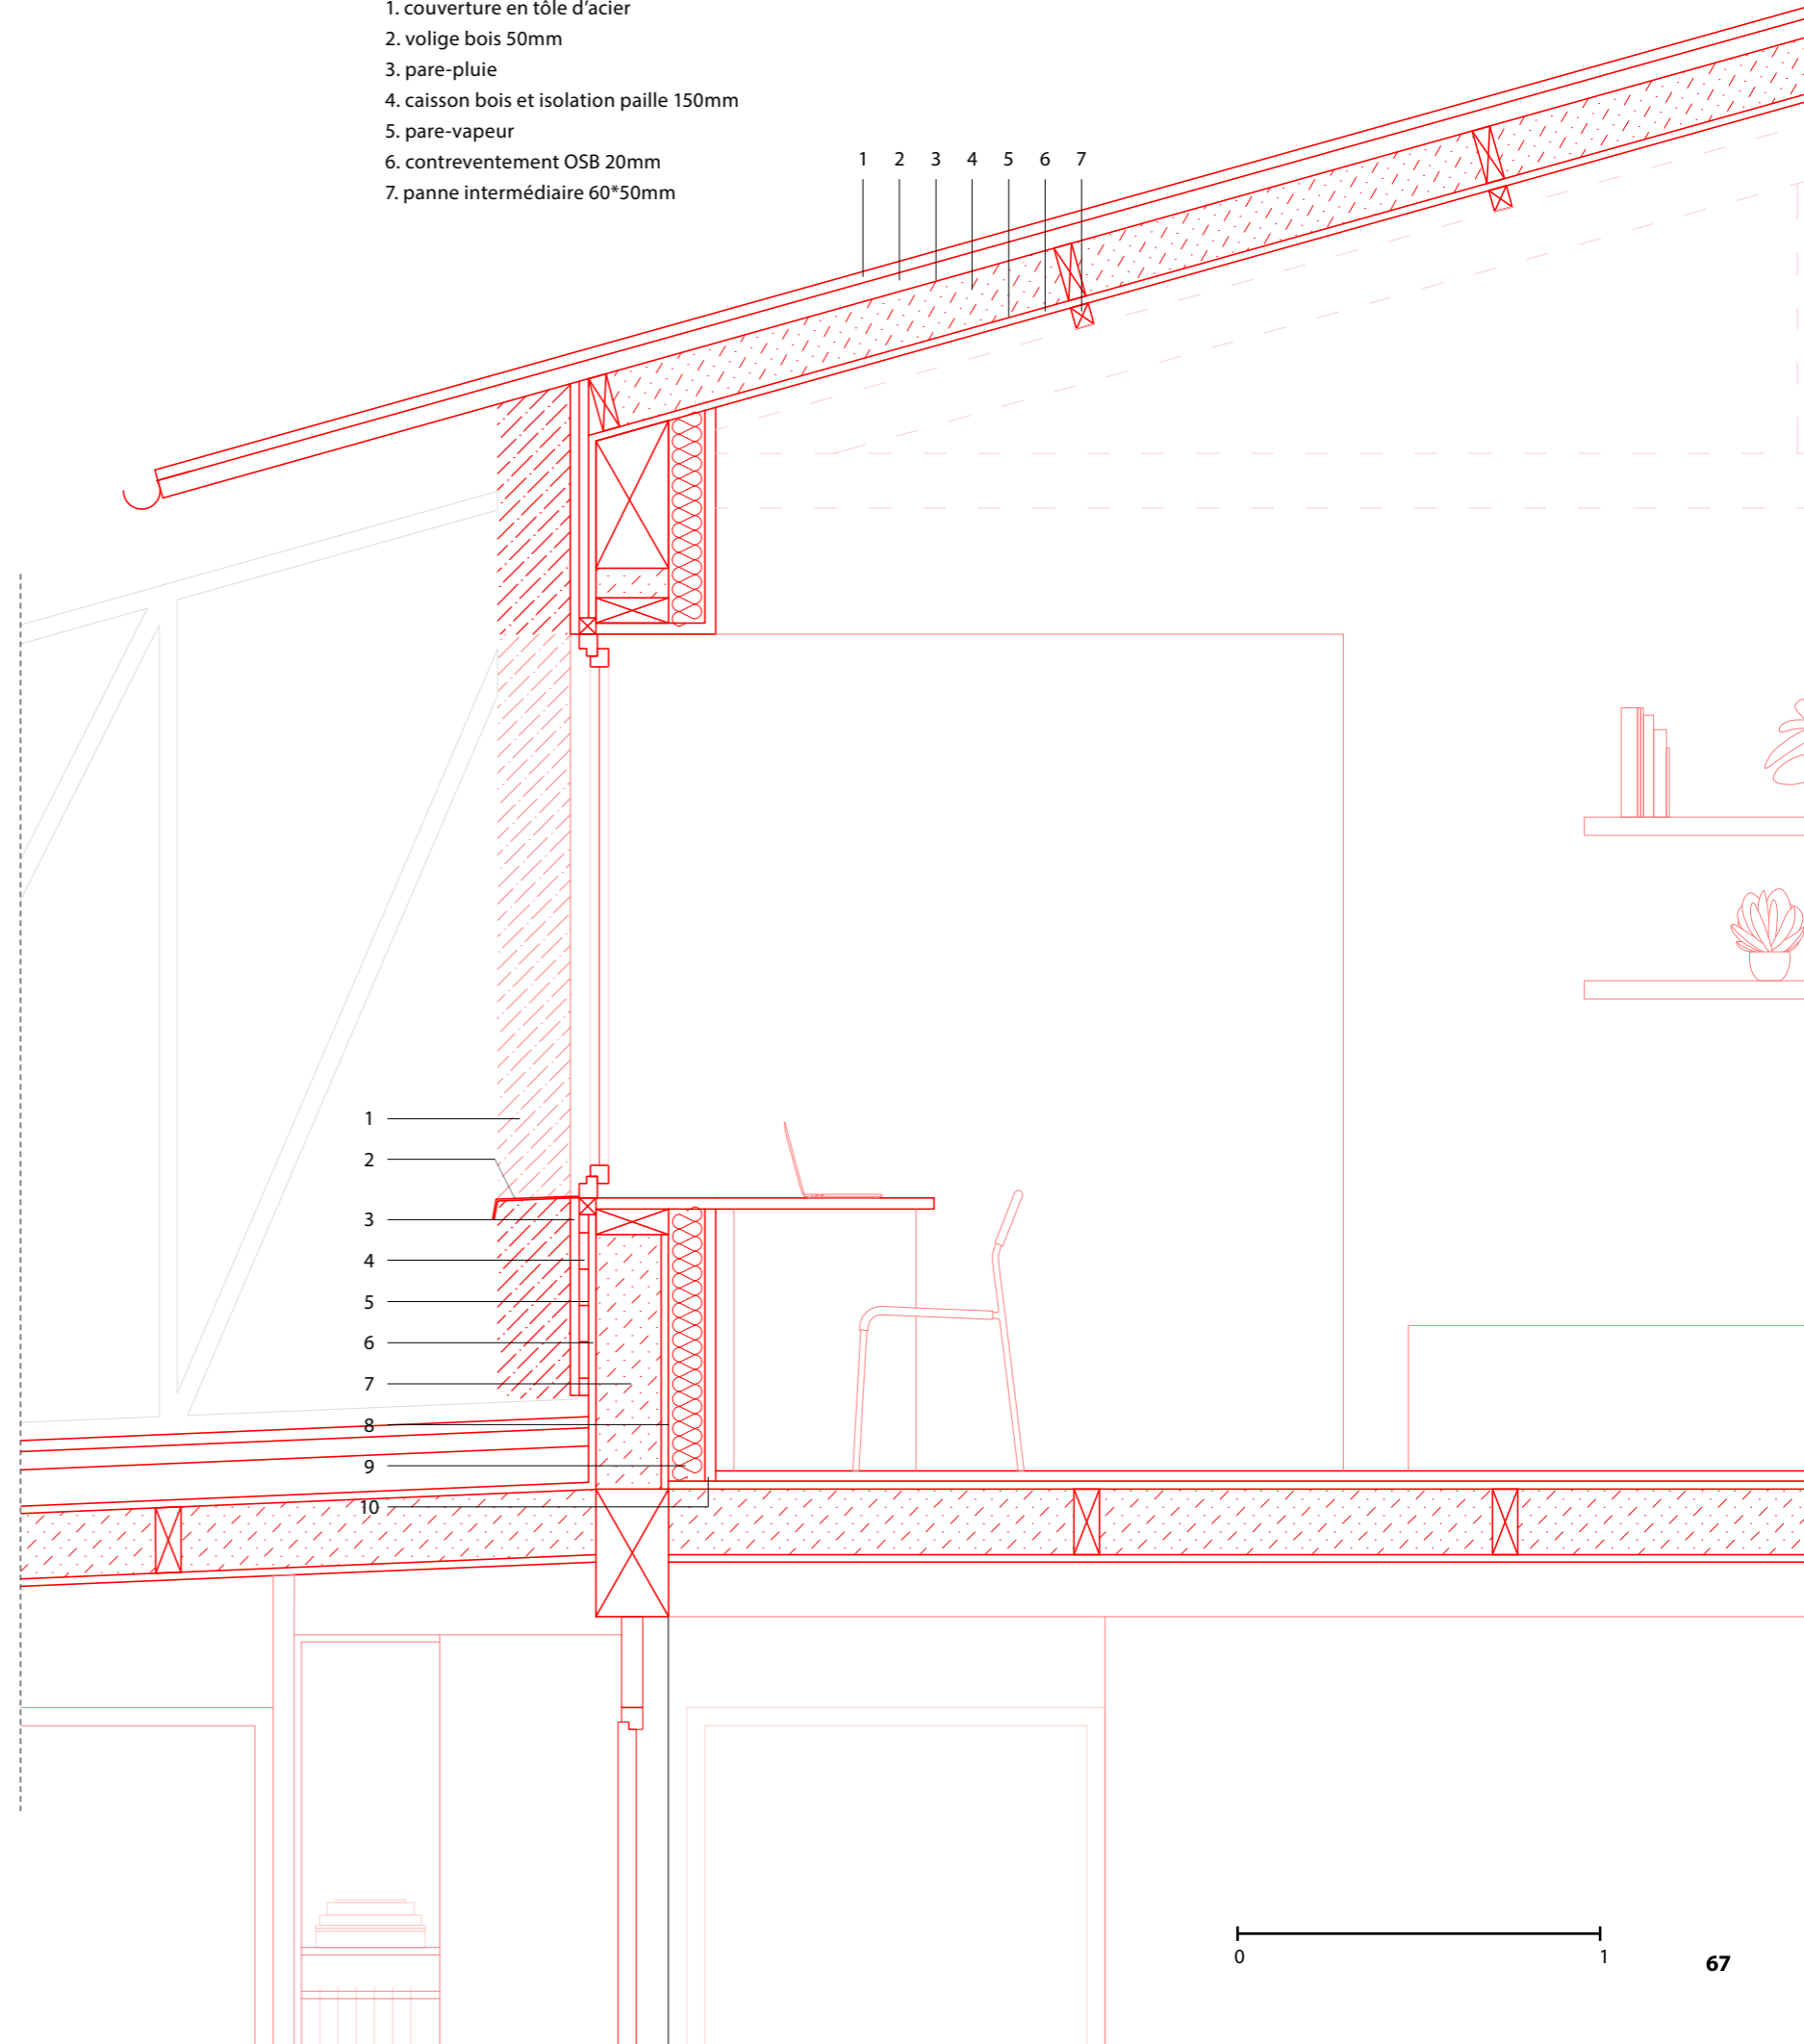 1. couverture en tôle d'acier
2. volige bois 50mm
3. pare-pluie
4. caisson bois et isolation paille 150mm
5. pare-vapeur
6. contreventement OSB 20mm
7. panne intermédiaire 60*50mm
1 2 3 4 5 6 7
1
2
3
4
5
6
7
8
9
10
0 1
67